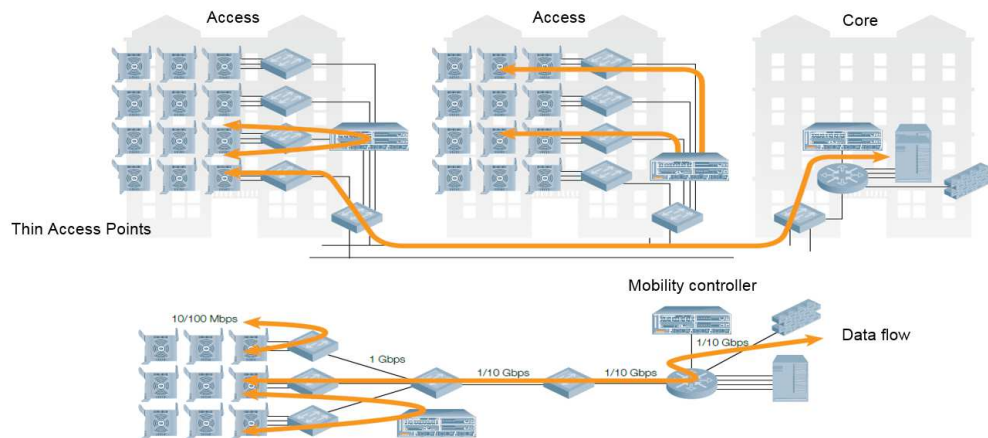 Access
Access
Core
Thin Access Points
Mobility controller
10/100 Mbps
1/10 Gbps
Data flow
1 Gbps
1/10 Gbps
1/10 Gbps